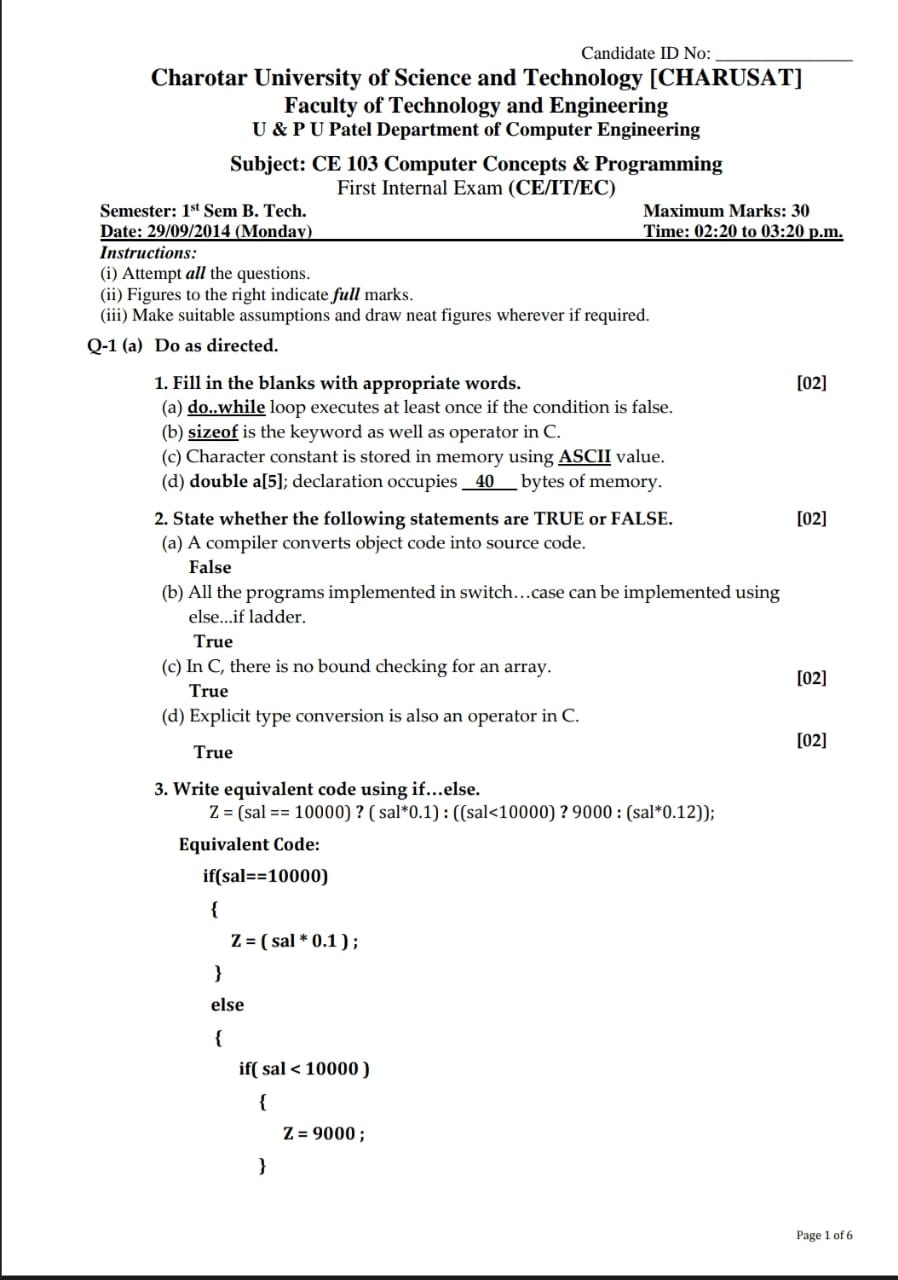 Candidate ID No: _______________
Charotar University of Science and Technology [CHARUSAT]
Faculty of Technology and Engineering
U & P U Patel Department of Computer Engineering
Subject: CE 103 Computer Concepts & Programming
First Internal Exam (CE/IT/EC)
Semester: 1st Sem B. Tech. Maximum Marks: 30
Date: 29/09/2014 (Monday) Time: 02:20 to 03:20 p.m.
Instructions:
(i) Attempt all the questions.
(ii) Figures to the right indicate full marks.
(iii) Make suitable assumptions and draw neat figures wherever if required.
Q-1 (a) Do as directed.
1. Fill in the blanks with appropriate words. [02]
(a) do..while loop executes at least once if the condition is false.
(b) sizeof is the keyword as well as operator in C.
(c) Character constant is stored in memory using ASCII value.
(d) double a[5]; declaration occupies __40__ bytes of memory.
2. State whether the following statements are TRUE or FALSE. [02]
(a) A compiler converts object code into source code.
False
(b) All the programs implemented in switch…case can be implemented using
else...if ladder.
True
(c) In C, there is no bound checking for an array. [02]
True
(d) Explicit type conversion is also an operator in C.
[02]
True
3. Write equivalent code using if…else.
Z = (sal == 10000) ? ( sal*0.1) : ((sal<10000) ? 9000 : (sal*0.12));
Equivalent Code:
if(sal==10000)
{
Z = ( sal * 0.1 ) ;
}
else
{
if( sal < 10000 )
{
Z = 9000 ;
}
Page 1 of 6